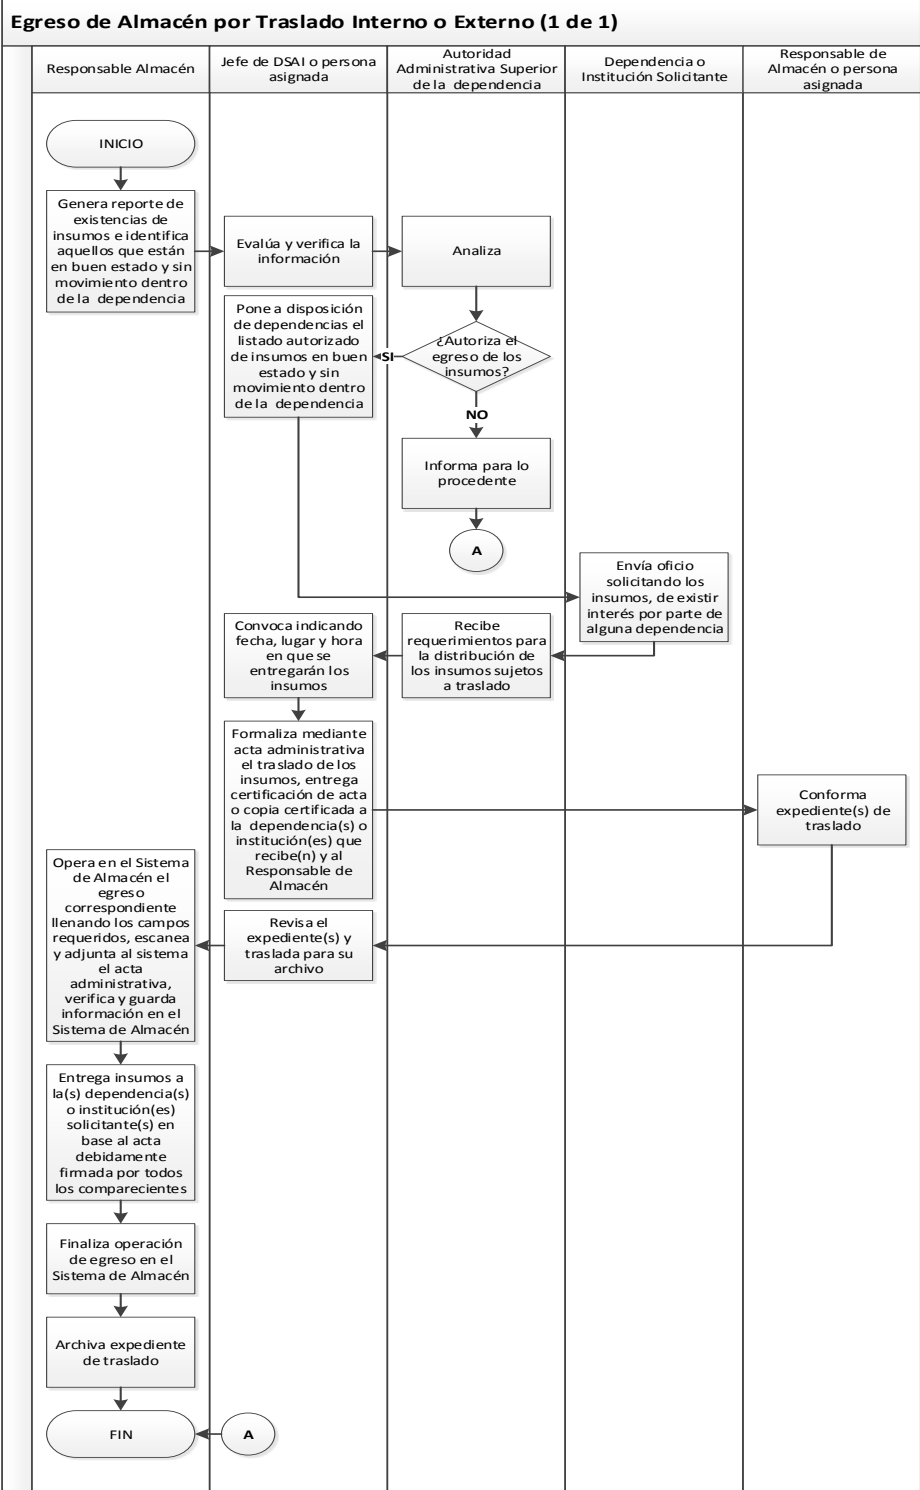 Egreso de Almacén por Traslado Interno o Externo (1 de 1)
Responsable Almacén
Jefe de DSAI o persona
asignada
Autoridad
Administrativa Superior
de la dependencia
Dependencia o
Institución Solicitante
Responsable de
Almacén o persona
asignada
INICIO
Genera reporte de
existencias de
insumos e identifica
aquellos que están
en buen estado y sin
movimiento dentro
de la dependencia
Evalúa y verifica la
información
Analiza
Pone a disposición
de dependencias el
listado autorizado
de insumos en buen
estado y sin
movimiento dentro
de la dependencia
SI
¿Autoriza el
egreso de los
insumos?
NO
Informa para lo
procedente
A
Envía oficio
solicitando los
insumos, de existir
interés por parte de
alguna dependencia
Recibe
requerimientos para
la distribución de
los insumos sujetos
a traslado
Convoca indicando
fecha, lugar y hora
en que se
entregarán los
insumos
Formaliza mediante
acta administrativa
el traslado de los
insumos, entrega
certificación de acta
o copia certificada a
la dependencia(s) o
institución(es) que
recibe(n) y al
Responsable de
Almacén
Conforma
expediente(s) de
traslado
Revisa el
expediente(s) y
traslada para su
archivo
Opera en el Sistema
de Almacén el
egreso
correspondiente
llenando los campos
requeridos, escanea
y adjunta al sistema
el acta
administrativa,
verifica y guarda
información en el
Sistema de Almacén
Entrega insumos a
la(s) dependencia(s)
o institución(es)
solicitante(s) en
base al acta
debidamente
firmada por todos
los comparecientes
Finaliza operación
de egreso en el
Sistema de Almacén
Archiva expediente
de traslado
FIN
A